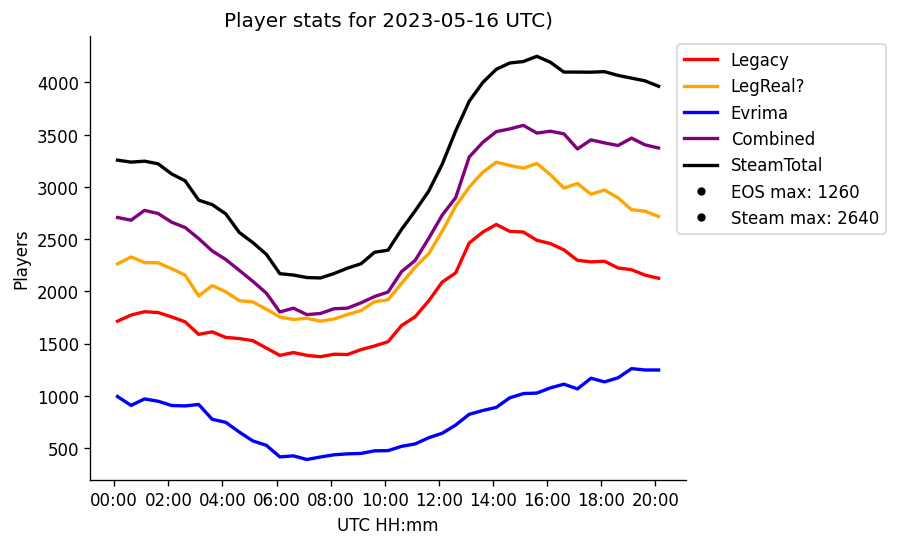 Player stats for 2023-05-16 UTC)
Legacy
LegReal?
Evrima
Combined
SteamTotal
EOS max: 1260
Steam max: 2640
Players
4000
3500
3000
2500
2000
1500
1000
500
00:00 02:00 04:00 06:00 08:00 10:00 12:00 14:00 16:00 18:00 20:00
UTC HH:mm